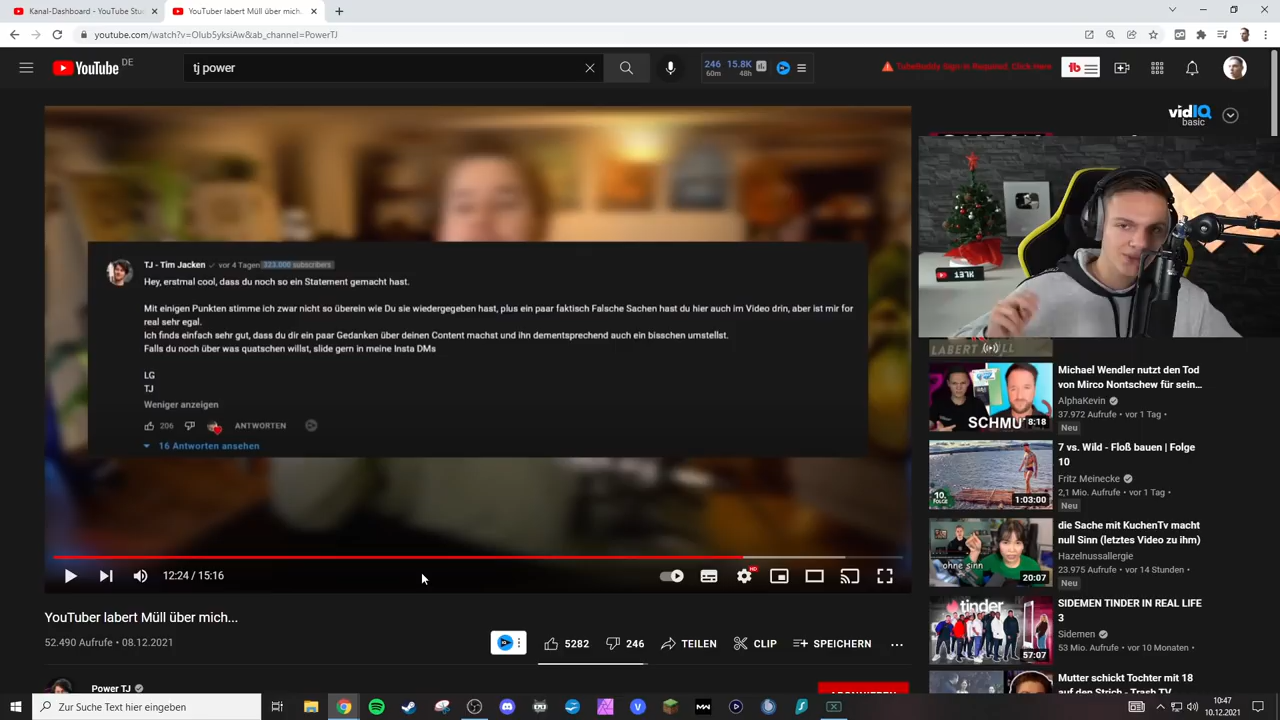 Kanal-Dashboard - YouTube Stu
YouTuber labert Müll über mich..
youtube.com/watch?v=OIub5yksiAw&ab_channel=PowerTJ
YouTube DE
tj power
246 15.8K
60m 48h
TubeBuddy Sign-in Required. Click Here
vidIQ
basic
137K
TJ - Tim Jacken vor 4 Tagen 323.000 subscribers
Hey, erstmal cool, dass du noch so ein Statement gemacht hast.
Mit einigen Punkten stimme ich zwar nicht so überein wie Du sie wiedergegeben hast, plus ein paar faktisch Falsche Sachen hast du hier auch im Video drin, aber ist mir for
real sehr egal.
Ich finds einfach sehr gut, dass du dir ein paar Gedanken über deinen Content machst und ihn dementsprechend auch ein bisschen umstellst.
Falls du noch über was quatschen willst, slide gern in meine Insta DMs
LG
TJ
Weniger anzeigen
206 ANTWORTEN
16 Antworten ansehen
12:24 / 15:16
HD
YouTuber labert Müll über mich...
52.490 Aufrufe • 08.12.2021
5282 246 TEILEN CLIP SPEICHERN
Power TJ
LABERT MÜLL
SCHMU
8:18
Michael Wendler nutzt den Tod
von Mirco Nontschew für sein...
AlphaKevin
37.972 Aufrufe • vor 1 Tag •
Neu
10.
FOLGE
1:03:00
7 vs. Wild - Floß bauen | Folge
10
Fritz Meinecke
2,1 Mio. Aufrufe • vor 1 Tag •
Neu
ohne sinn
20:07
die Sache mit KuchenTv macht
null Sinn (letztes Video zu ihm)
Hazelnussallergie
23.975 Aufrufe • vor 14 Stunden •
Neu
tinder
57:07
SIDEMEN TINDER IN REAL LIFE
3
Sidemen
53 Mio. Aufrufe • vor 10 Monaten •
Mutter schickt Tochter mit 18
auf den Strich - Trash TV
Zur Suche Text hier eingeben
10:47
10.12.2021